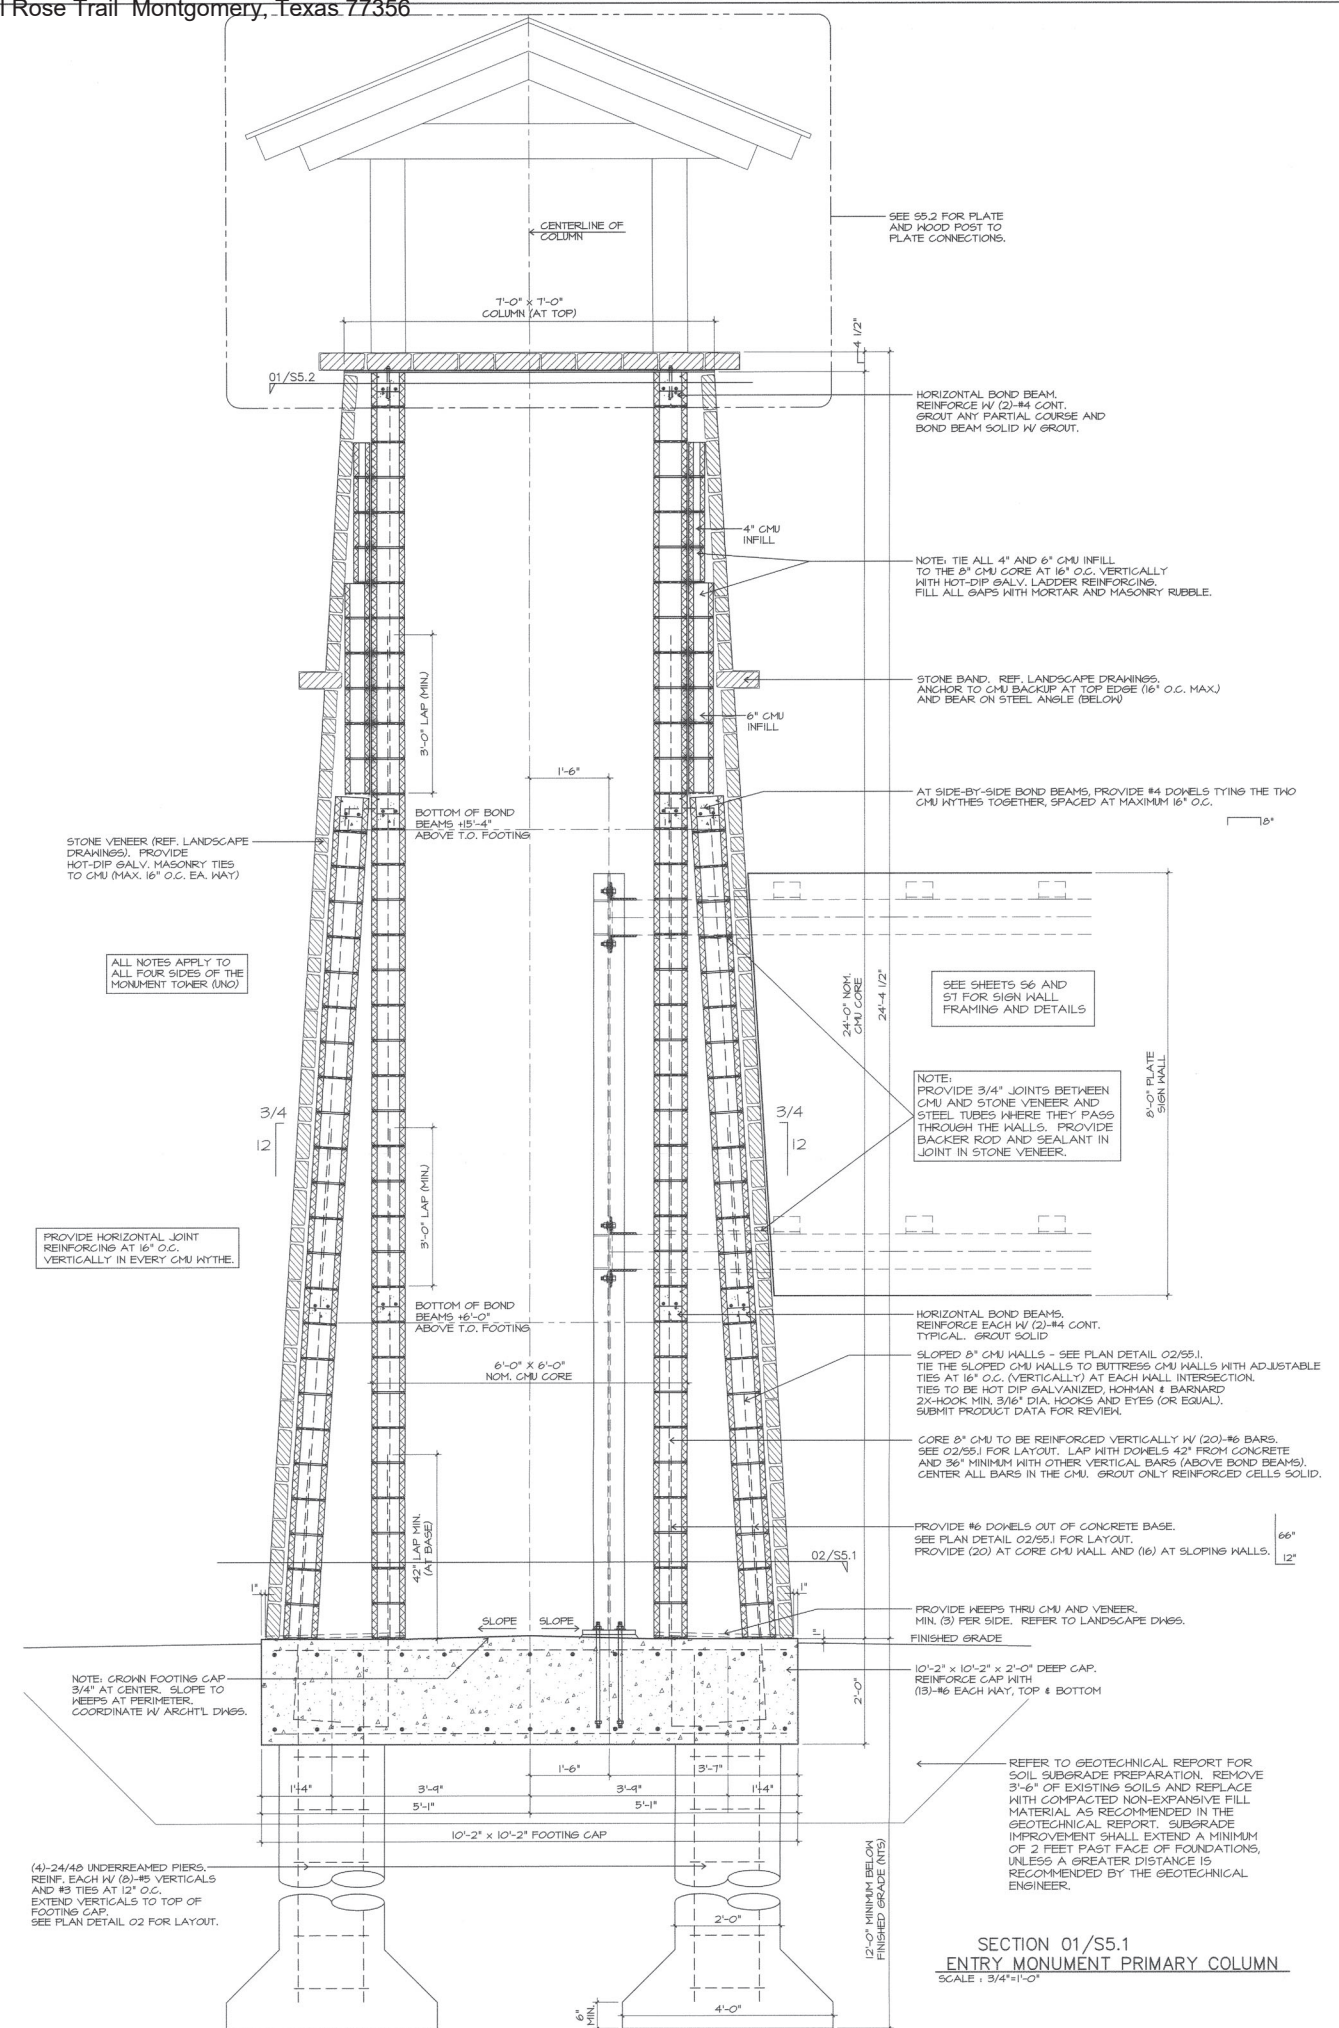 l Rose Trail Montgomery, Texas 77356
SEE S5.2 FOR PLATE
AND WOOD POST TO
PLATE CONNECTIONS.
CENTERLINE OF
COLUMN
7'-0" x 7'-0"
COLUMN (AT TOP)
4 1/2"
01/S5.2
HORIZONTAL BOND BEAM.
REINFORCE W/ (2)-#4 CONT.
GROUT ANY PARTIAL COURSE AND
BOND BEAM SOLID W/ GROUT.
4" CMU
INFILL
NOTE: TIE ALL 4" AND 6" CMU INFILL
TO THE 8" CMU CORE AT 16" O.C. VERTICALLY
WITH HOT-DIP GALV. LADDER REINFORCING.
FILL ALL GAPS WITH MORTAR AND MASONRY RUBBLE.
3'-0" LAP (MIN.)
STONE BAND. REF. LANDSCAPE DRAWINGS.
ANCHOR TO CMU BACKUP AT TOP EDGE (16" O.C. MAX.)
AND BEAR ON STEEL ANGLE (BELOW)
6" CMU
INFILL
1'-6"
AT SIDE-BY-SIDE BOND BEAMS, PROVIDE #4 DOWELS TYING THE TWO
CMU WYTHES TOGETHER, SPACED AT MAXIMUM 16" O.C.
8"
BOTTOM OF BOND
BEAMS +15'-4"
ABOVE T.O. FOOTING
STONE VENEER (REF. LANDSCAPE
DRAWINGS). PROVIDE
HOT-DIP GALV. MASONRY TIES
TO CMU (MAX. 16" O.C. EA. WAY)
ALL NOTES APPLY TO
ALL FOUR SIDES OF THE
MONUMENT TOWER (UNO)
24'-0" NOM.
CMU CORE
24'-4 1/2"
SEE SHEETS S6 AND
S7 FOR SIGN WALL
FRAMING AND DETAILS
8'-0" PLATE
SIGN WALL
NOTE:
PROVIDE 3/4" JOINTS BETWEEN
CMU AND STONE VENEER AND
STEEL TUBES WHERE THEY PASS
THROUGH THE WALLS. PROVIDE
BACKER ROD AND SEALANT IN
JOINT IN STONE VENEER.
3/4
12
3/4
12
3'-0" LAP (MIN.)
PROVIDE HORIZONTAL JOINT
REINFORCING AT 16" O.C.
VERTICALLY IN EVERY CMU WYTHE.
BOTTOM OF BOND
BEAMS +6'-0"
ABOVE T.O. FOOTING
HORIZONTAL BOND BEAMS.
REINFORCE EACH W/ (2)-#4 CONT.
TYPICAL. GROUT SOLID
6'-0" X 6'-0"
NOM. CMU CORE
SLOPED 8" CMU WALLS - SEE PLAN DETAIL 02/S5.1.
TIE THE SLOPED CMU WALLS TO BUTTRESS CMU WALLS WITH ADJUSTABLE
TIES AT 16" O.C. (VERTICALLY) AT EACH WALL INTERSECTION.
TIES TO BE HOT DIP GALVANIZED, HOHMAN & BARNARD
2X-HOOK MIN. 3/16" DIA. HOOKS AND EYES (OR EQUAL).
SUBMIT PRODUCT DATA FOR REVIEW.
CORE 8" CMU TO BE REINFORCED VERTICALLY W/ (20)-#6 BARS.
SEE 02/S5.1 FOR LAYOUT. LAP WITH DOWELS 42" FROM CONCRETE
AND 36" MINIMUM WITH OTHER VERTICAL BARS (ABOVE BOND BEAMS).
CENTER ALL BARS IN THE CMU. GROUT ONLY REINFORCED CELLS SOLID.
42" LAP MIN.
(AT BASE)
PROVIDE #6 DOWELS OUT OF CONCRETE BASE.
SEE PLAN DETAIL 02/S5.1 FOR LAYOUT.
PROVIDE (20) AT CORE CMU WALL AND (16) AT SLOPING WALLS.
66"
12"
02/S5.1
1"
1"
SLOPE SLOPE
PROVIDE WEEPS THRU CMU AND VENEER,
MIN. (3) PER SIDE. REFER TO LANDSCAPE DWGS.
1"
FINISHED GRADE
NOTE: CROWN FOOTING CAP
3/4" AT CENTER. SLOPE TO
WEEPS AT PERIMETER.
COORDINATE W/ ARCHT'L DWGS.
2'-0"
10'-2" x 10'-2" x 2'-0" DEEP CAP.
REINFORCE CAP WITH
(13)-#6 EACH WAY, TOP & BOTTOM
1'-6" 3'-7"
1'-4" 3'-9" 3'-9" 1'-4"
5'-1" 5'-1"
10'-2" x 10'-2" FOOTING CAP
REFER TO GEOTECHNICAL REPORT FOR
SOIL SUBGRADE PREPARATION. REMOVE
3'-6" OF EXISTING SOILS AND REPLACE
WITH COMPACTED NON-EXPANSIVE FILL
MATERIAL AS RECOMMENDED IN THE
GEOTECHNICAL REPORT. SUBGRADE
IMPROVEMENT SHALL EXTEND A MINIMUM
OF 2 FEET PAST FACE OF FOUNDATIONS,
UNLESS A GREATER DISTANCE IS
RECOMMENDED BY THE GEOTECHNICAL
ENGINEER.
(4)-24/48 UNDERREAMED PIERS.
REINF. EACH W/ (8)-#5 VERTICALS
AND #3 TIES AT 12" O.C.
EXTEND VERTICALS TO TOP OF
FOOTING CAP.
SEE PLAN DETAIL 02 FOR LAYOUT.
12'-0" MINIMUM BELOW
FINISHED GRADE (NTS)
2'-0"
6"
MIN.
4'-0"
SECTION 01/S5.1
ENTRY MONUMENT PRIMARY COLUMN
SCALE : 3/4"=1'-0"